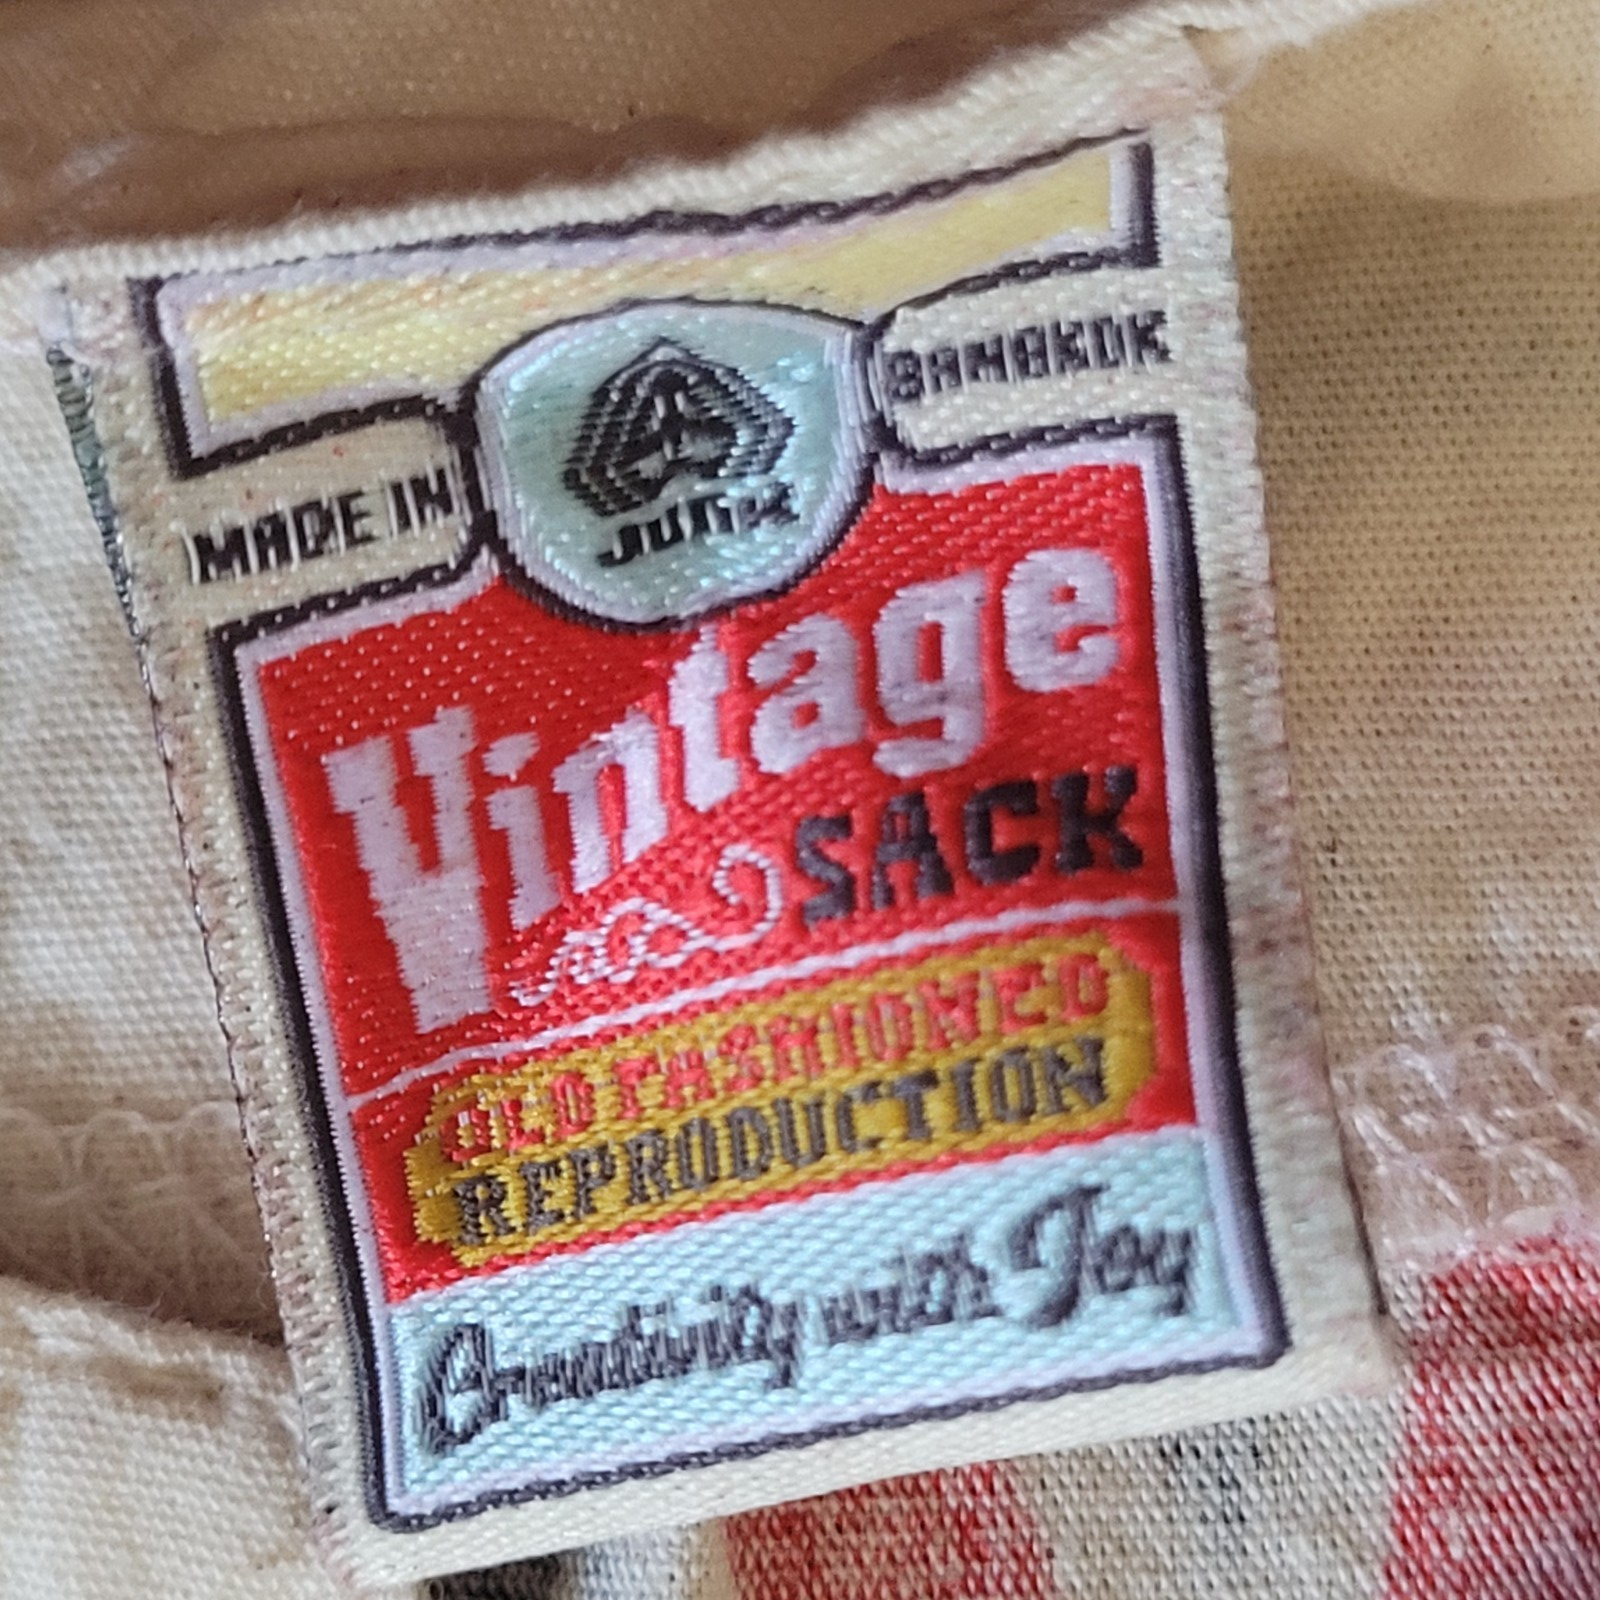 MADE IN
BANGKOK
JUNK
Vintage
SACK
OLD FASHIONED
REPRODUCTION
Creativity with Joy